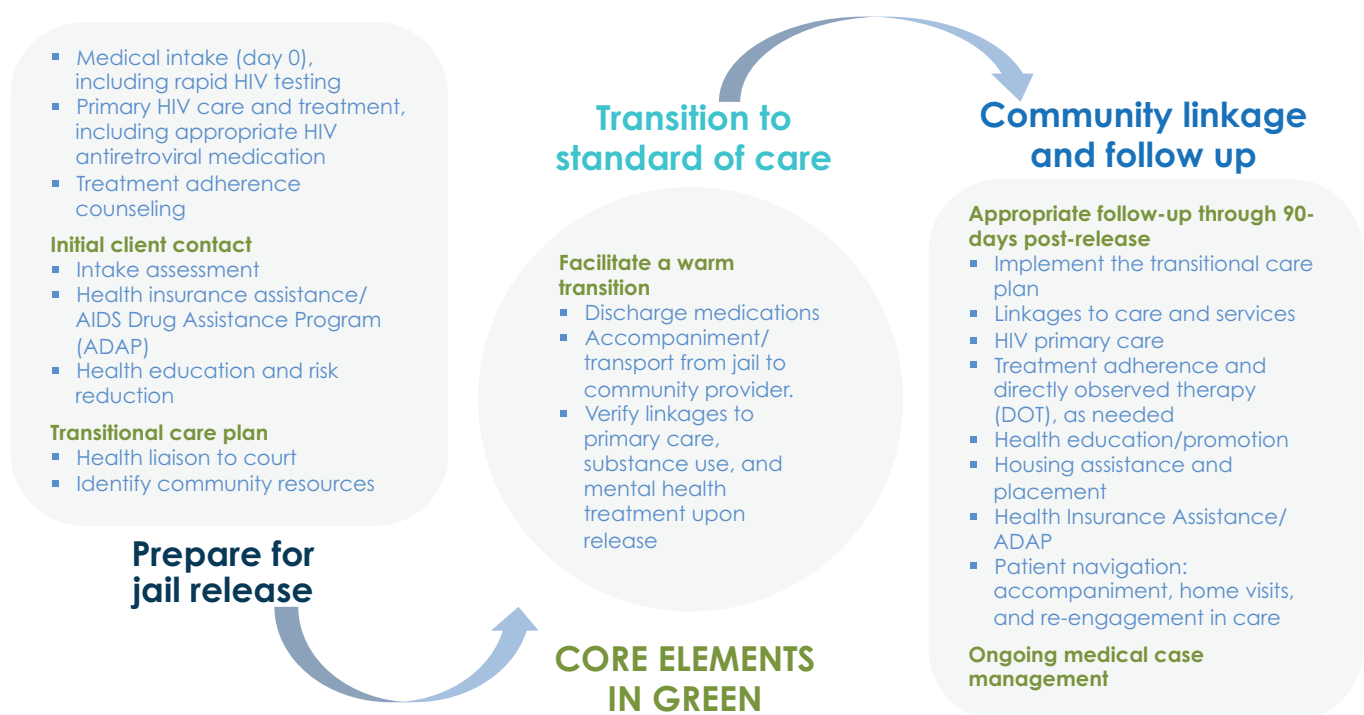 ▪ Medical intake (day 0),
including rapid HIV testing
▪ Primary HIV care and treatment,
including appropriate HIV
antiretroviral medication
▪ Treatment adherence
counseling
Initial client contact
▪ Intake assessment
▪ Health insurance assistance/
AIDS Drug Assistance Program
(ADAP)
▪ Health education and risk
reduction
Transitional care plan
▪ Health liaison to court
▪ Identify community resources
Prepare for
jail release
Transition to
standard of care
Facilitate a warm
transition
▪ Discharge medications
▪ Accompaniment/
transport from jail to
community provider.
▪ Verify linkages to
primary care,
substance use, and
mental health
treatment upon
release
CORE ELEMENTS
IN GREEN
Community linkage
and follow up
Appropriate follow-up through 90-
days post-release
▪ Implement the transitional care
plan
▪ Linkages to care and services
▪ HIV primary care
▪ Treatment adherence and
directly observed therapy
(DOT), as needed
▪ Health education/promotion
▪ Housing assistance and
placement
▪ Health Insurance Assistance/
ADAP
▪ Patient navigation:
accompaniment, home visits,
and re-engagement in care
Ongoing medical case
management